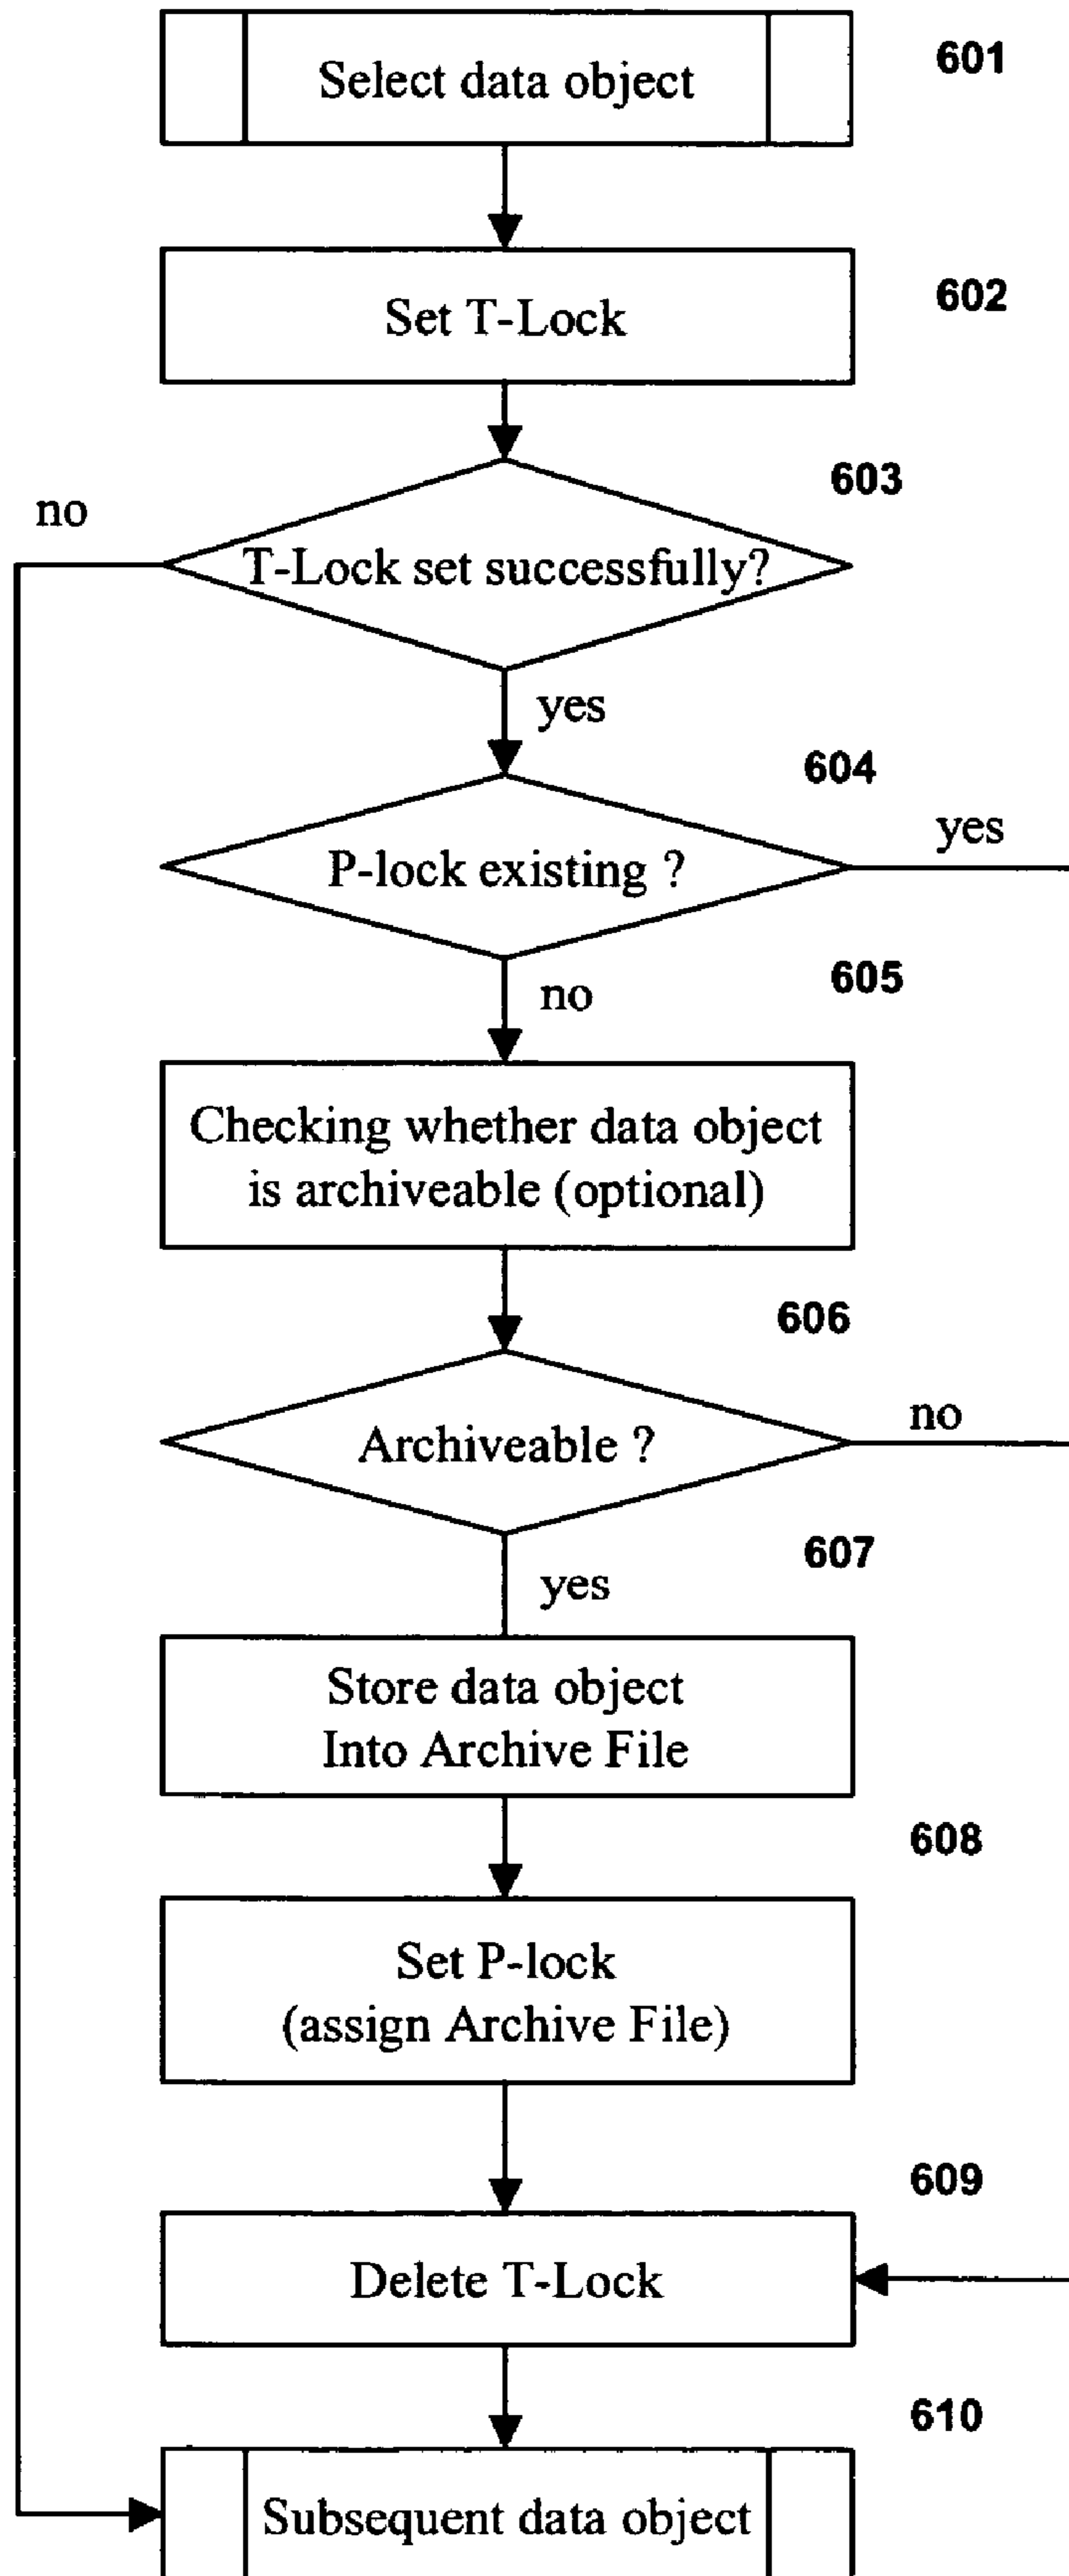 Select data object
601
Set T-Lock
602
603
no
T-Lock set successfully?
yes
604
yes
P-lock existing ?
605
no
Checking whether data object
is archiveable (optional)
606
no
Archiveable ?
607
yes
Store data object
Into Archive File
608
Set P-lock
(assign Archive File)
609
Delete T-Lock
610
Subsequent data object